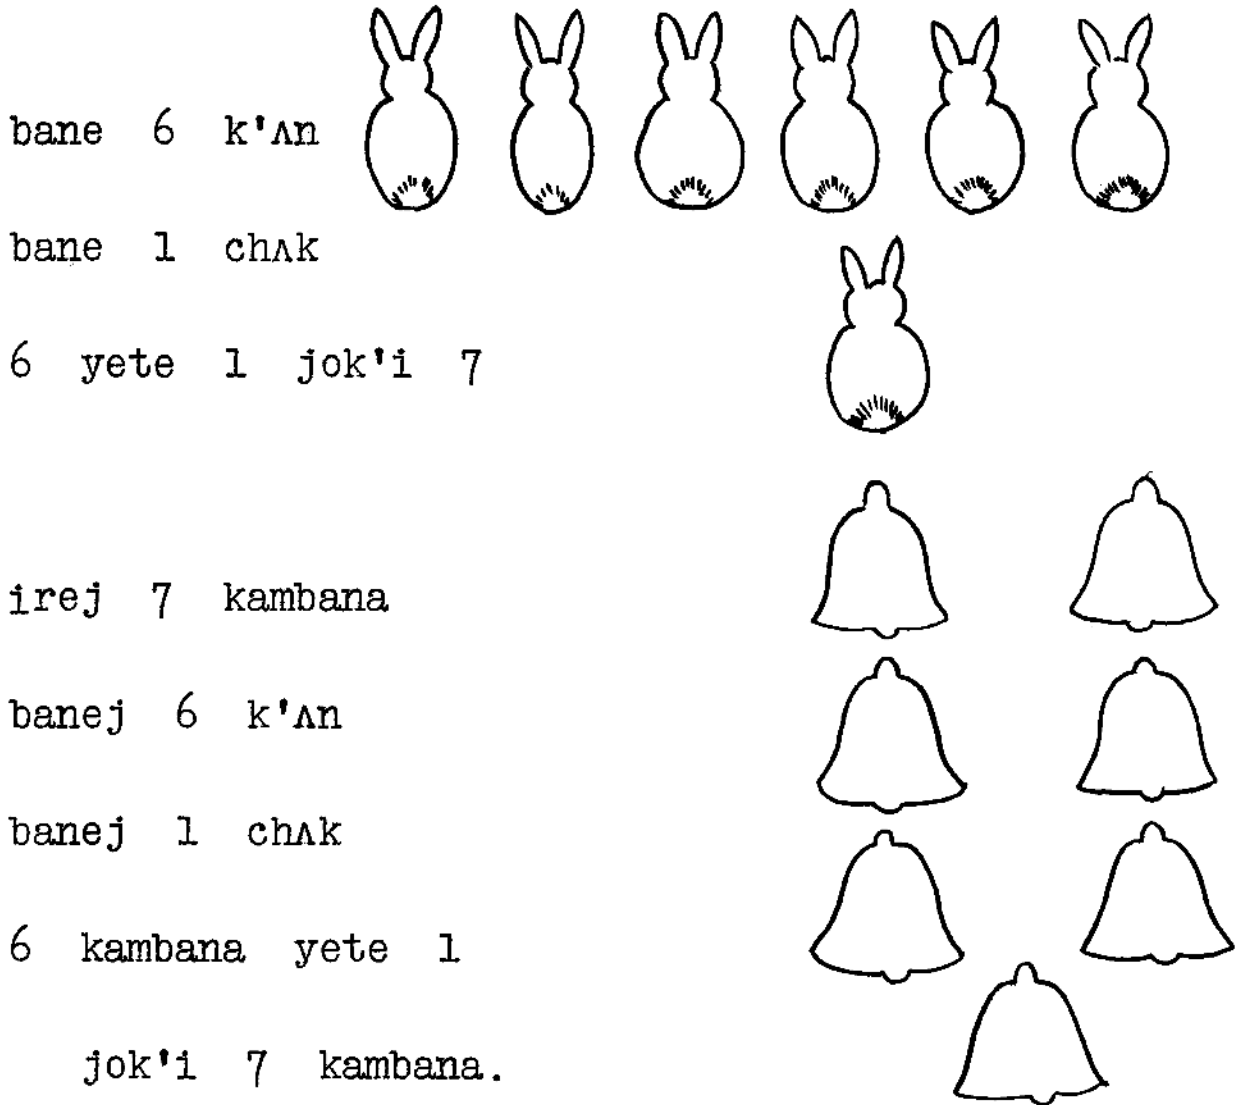 bane 6 k'ʌn
bane 1 chʌk
6 yete 1 jok'i 7
irej 7 kambana
banej 6 k'ʌn
banej 1 chʌk
6 kambana yete 1
jok'i 7 kambana.